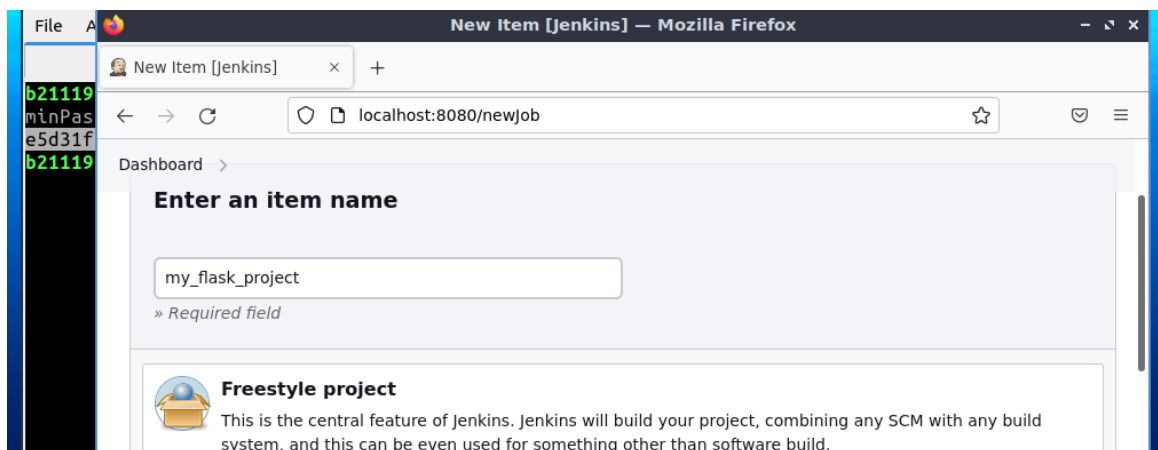 File A
New Item [Jenkins] — Mozilla Firefox
New Item [Jenkins]
b21119
minPas
e5d31f
b21119
localhost:8080/newJob
Dashboard
Enter an item name
my_flask_project
» Required field
Freestyle project
This is the central feature of Jenkins. Jenkins will build your project, combining any SCM with any build
system, and this can be even used for something other than software build.